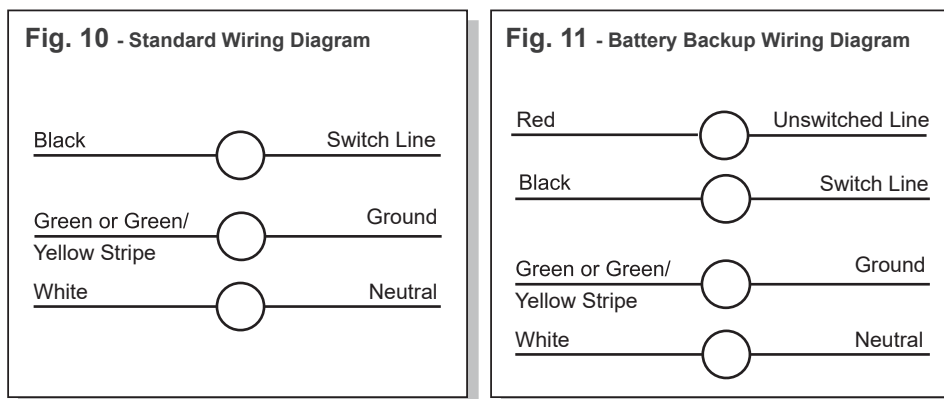 Fig. 10 - Standard Wiring Diagram
Black
Switch Line
Green or Green/
Yellow Stripe
Ground
White
Neutral
Fig. 11 - Battery Backup Wiring Diagram
Red
Unswitched Line
Black
Switch Line
Green or Green/
Yellow Stripe
Ground
White
Neutral